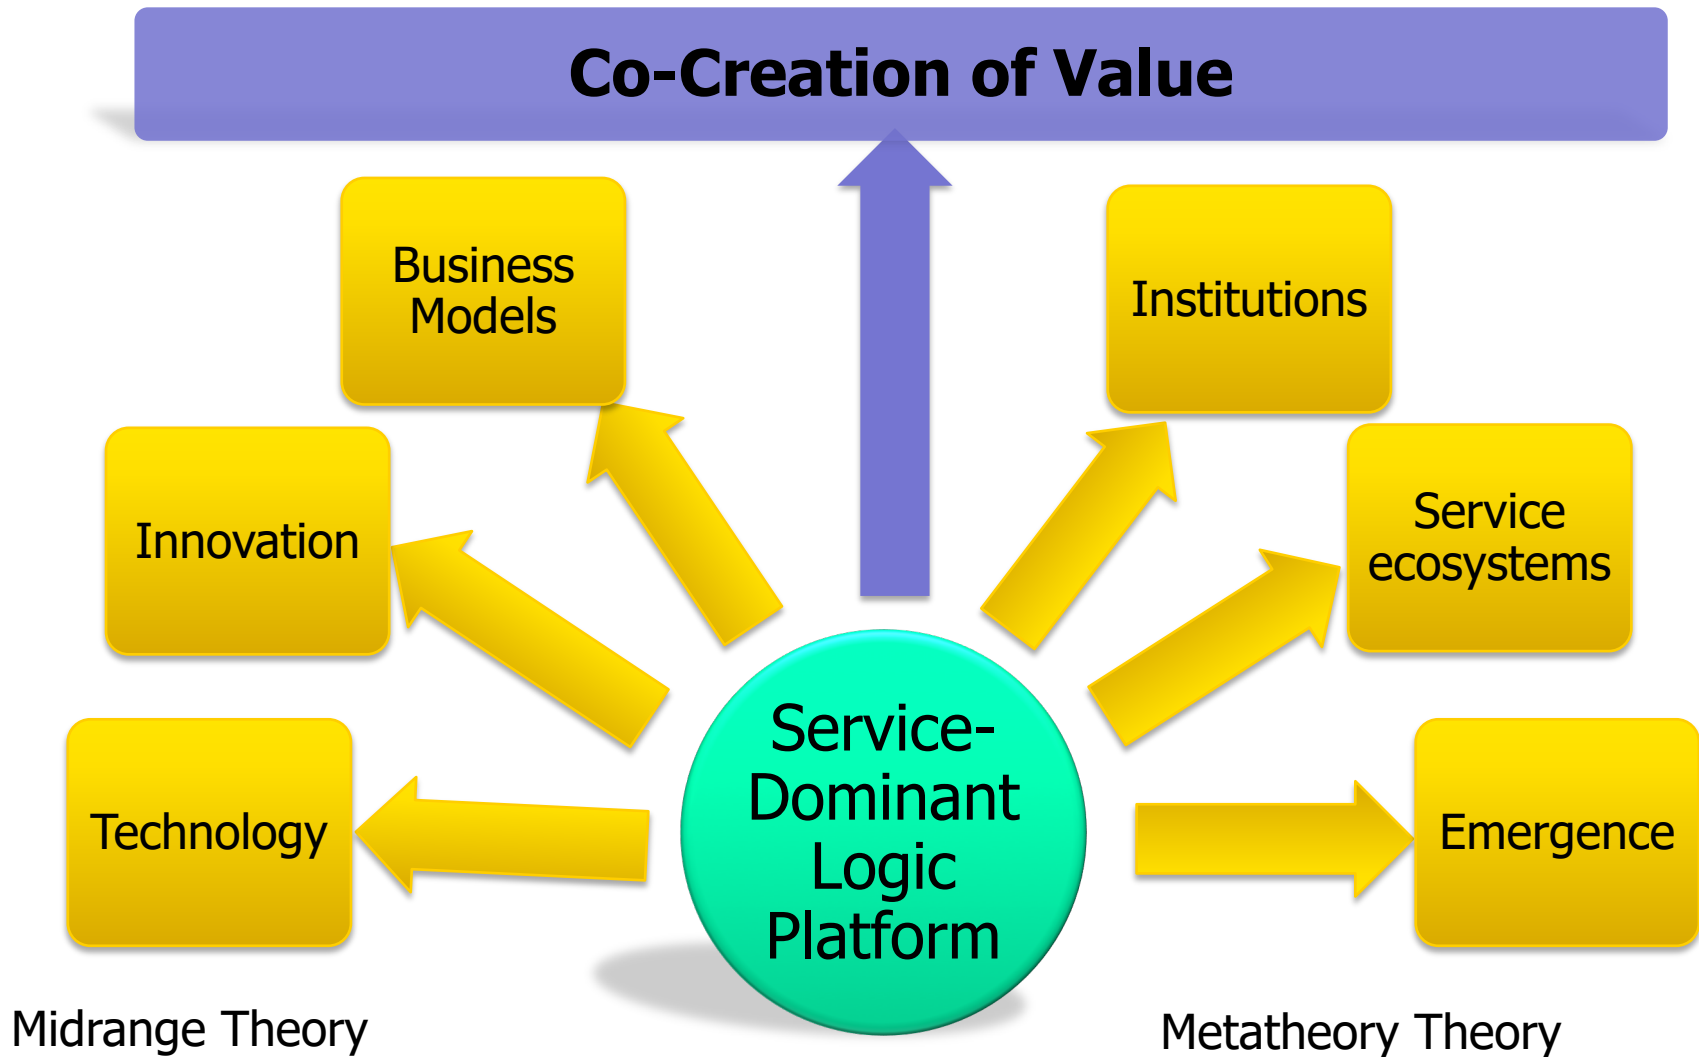 Co-Creation of Value
Business
Models
Institutions
Innovation
Service
ecosystems
Technology
Service-
Dominant
Logic
Platform
Emergence
Midrange Theory
Metatheory Theory